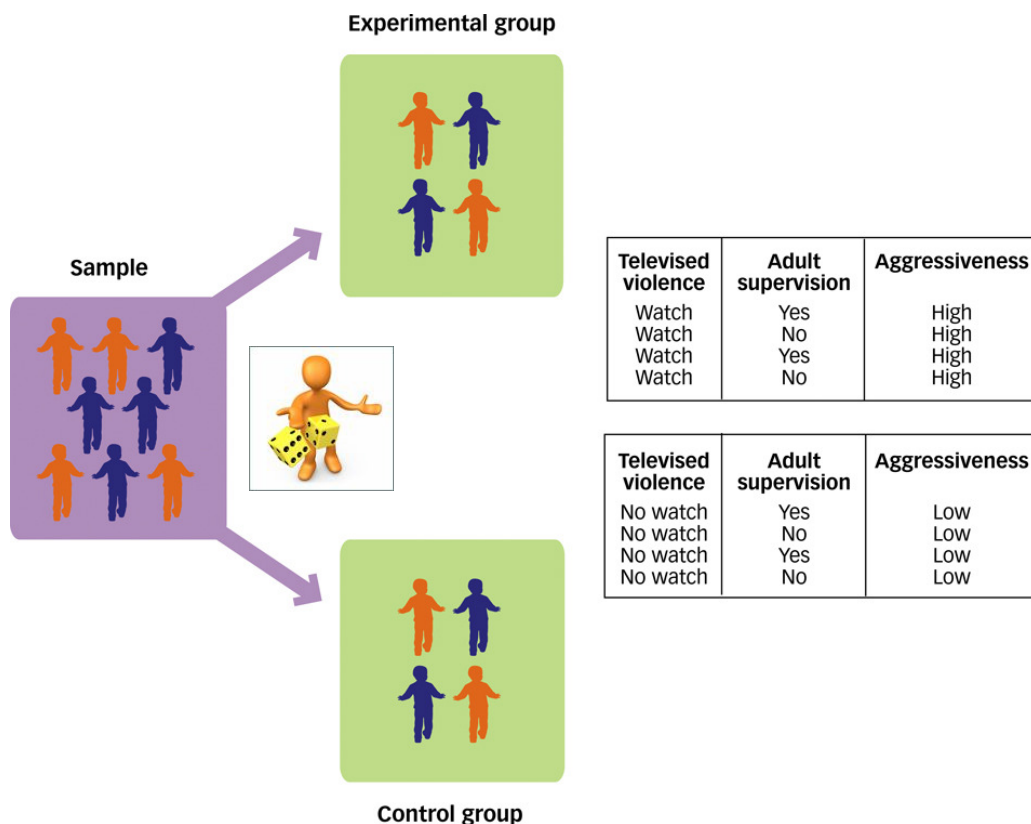 Experimental group
Sample
Televised violence Adult supervision Aggressiveness
Watch Yes High
Watch No High
Watch Yes High
Watch No High
Televised violence Adult supervision Aggressiveness
No watch Yes Low
No watch No Low
No watch Yes Low
No watch No Low
Control group